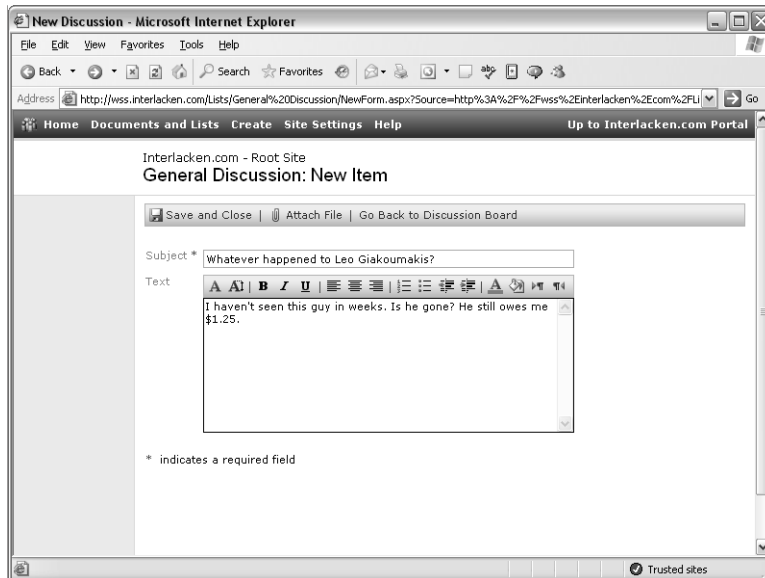 New Discussion - Microsoft Internet Explorer
File Edit View Favorites Tools Help
Back Search Favorites
Address http://wss.interlacken.com/Lists/General%20Discussion/NewForm.aspx?Source=http%3A%2F%2Fwss%2Einterlacken%2Ecom%2FLi Go
Home Documents and Lists Create Site Settings Help Up to Interlacken.com Portal
Interlacken.com - Root Site
General Discussion: New Item
Save and Close | Attach File | Go Back to Discussion Board
Subject * Whatever happened to Leo Giakoumakis?
Text
A A | B I U | A
I haven't seen this guy in weeks. Is he gone? He still owes me
$1.25.
* indicates a required field
Trusted sites